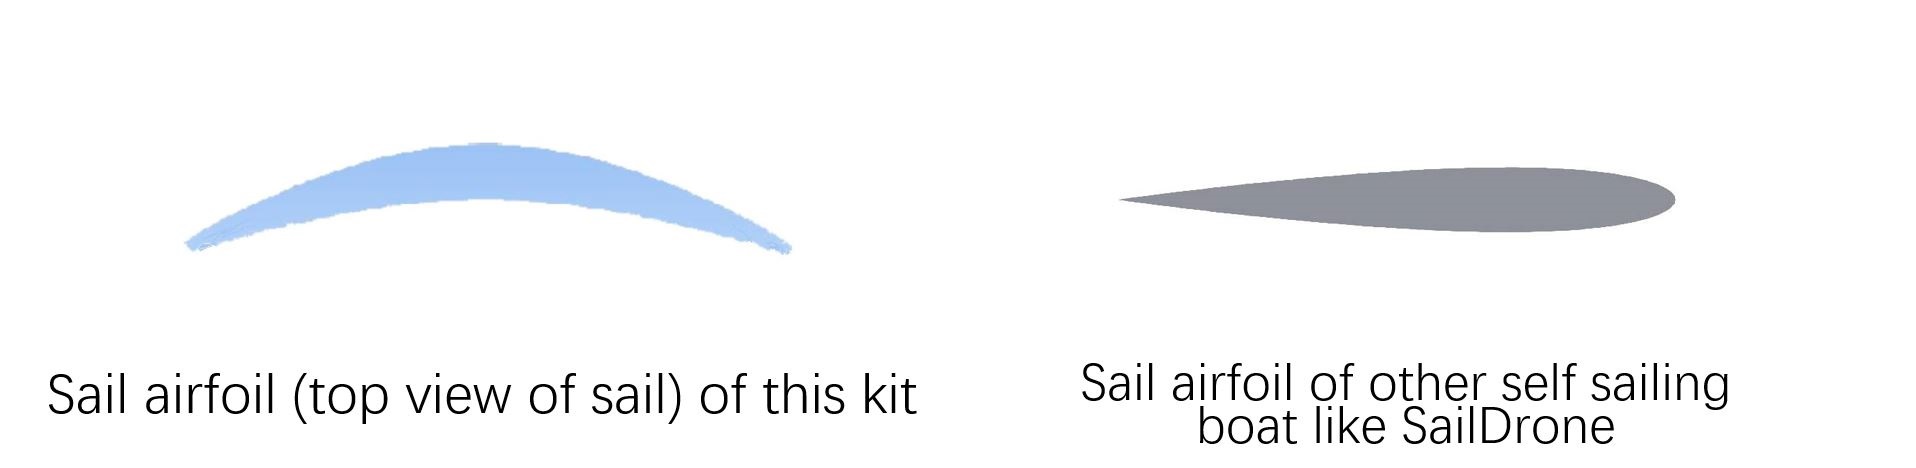 Sail airfoil (top view of sail) of this kit
Sail airfoil of other self sailing
boat like SailDrone